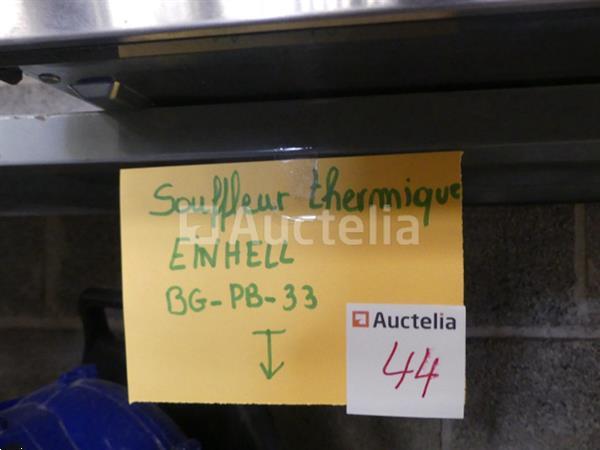 Souffleur thermique
Auctelia
EINHELL
BG-PB-33
Auctelia
44